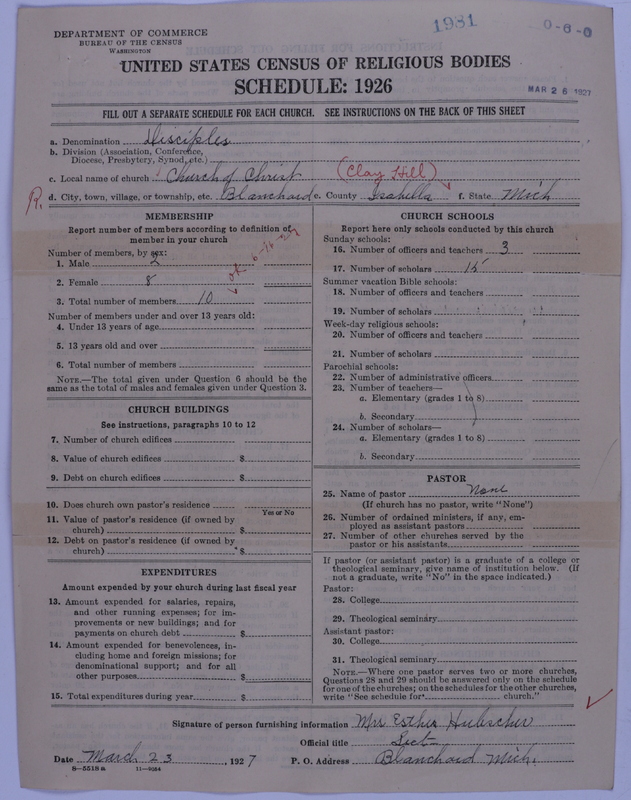 1981
0-6-0
DEPARTMENT OF COMMERCE
BUREAU OF THE CENSUS
WASHINGTON
UNITED STATES CENSUS OF RELIGIOUS BODIES
SCHEDULE: 1926
MAR 26 1927
FILL OUT A SEPARATE SCHEDULE FOR EACH CHURCH. SEE INSTRUCTIONS ON THE BACK OF THIS SHEET
a. Denomination Disciples
b. Division (Association, Conference, Diocese, Presbytery, Synod, etc.)
c. Local name of church Church of Christ (Clay Hill)
R. d. City, town, village, or township, etc. Blanchard e. County Isabella f. State Mich
MEMBERSHIP
Report number of members according to definition of
member in your church
Number of members, by sex:
1. Male 2
2. Female 8
3. Total number of members 10
Number of members under and over 13 years old:
4. Under 13 years of age
5. 13 years old and over
6. Total number of members
NOTE.—The total given under Question 6 should be the
same as the total of males and females given under Question 3.
CHURCH BUILDINGS
See instructions, paragraphs 10 to 12
7. Number of church edifices
8. Value of church edifices $
9. Debt on church edifices $
10. Does church own pastor's residence
Yes or No
11. Value of pastor's residence (if owned by
church) $
12. Debt on pastor's residence (if owned by
church) $
EXPENDITURES
Amount expended by your church during last fiscal year
13. Amount expended for salaries, repairs,
and other running expenses; for im-
provements or new buildings; and for
payments on church debt $
14. Amount expended for benevolences, in-
cluding home and foreign missions; for
denominational support; and for all
other purposes $
15. Total expenditures during year $
CHURCH SCHOOLS
Report here only schools conducted by this church
Sunday schools:
16. Number of officers and teachers 3
17. Number of scholars 15
Summer vacation Bible schools:
18. Number of officers and teachers
19. Number of scholars
Week-day religious schools:
20. Number of officers and teachers
21. Number of scholars
Parochial schools:
22. Number of administrative officers
23. Number of teachers—
a. Elementary (grades 1 to 8)
b. Secondary
24. Number of scholars—
a. Elementary (grades 1 to 8)
b. Secondary
PASTOR
25. Name of pastor None
(If church has no pastor, write "None")
26. Number of ordained ministers, if any, em-
ployed as assistant pastors
27. Number of other churches served by the
pastor or his assistants
If pastor (or assistant pastor) is a graduate of a college or
theological seminary, give name of institution below. (If
not a graduate, write "No" in the space indicated.)
Pastor:
28. College
29. Theological seminary
Assistant pastor:
30. College
31. Theological seminary
NOTE.—Where one pastor serves two or more churches,
Questions 28 and 29 should be answered only on the schedule
for one of the churches; on the schedules for the other churches,
write "See schedule for church."
Signature of person furnishing information Mrs Esther Hubscher
Official title
Date March 23, 1927 P. O. Address Blanchard Mich.
8—5518a 11—9024